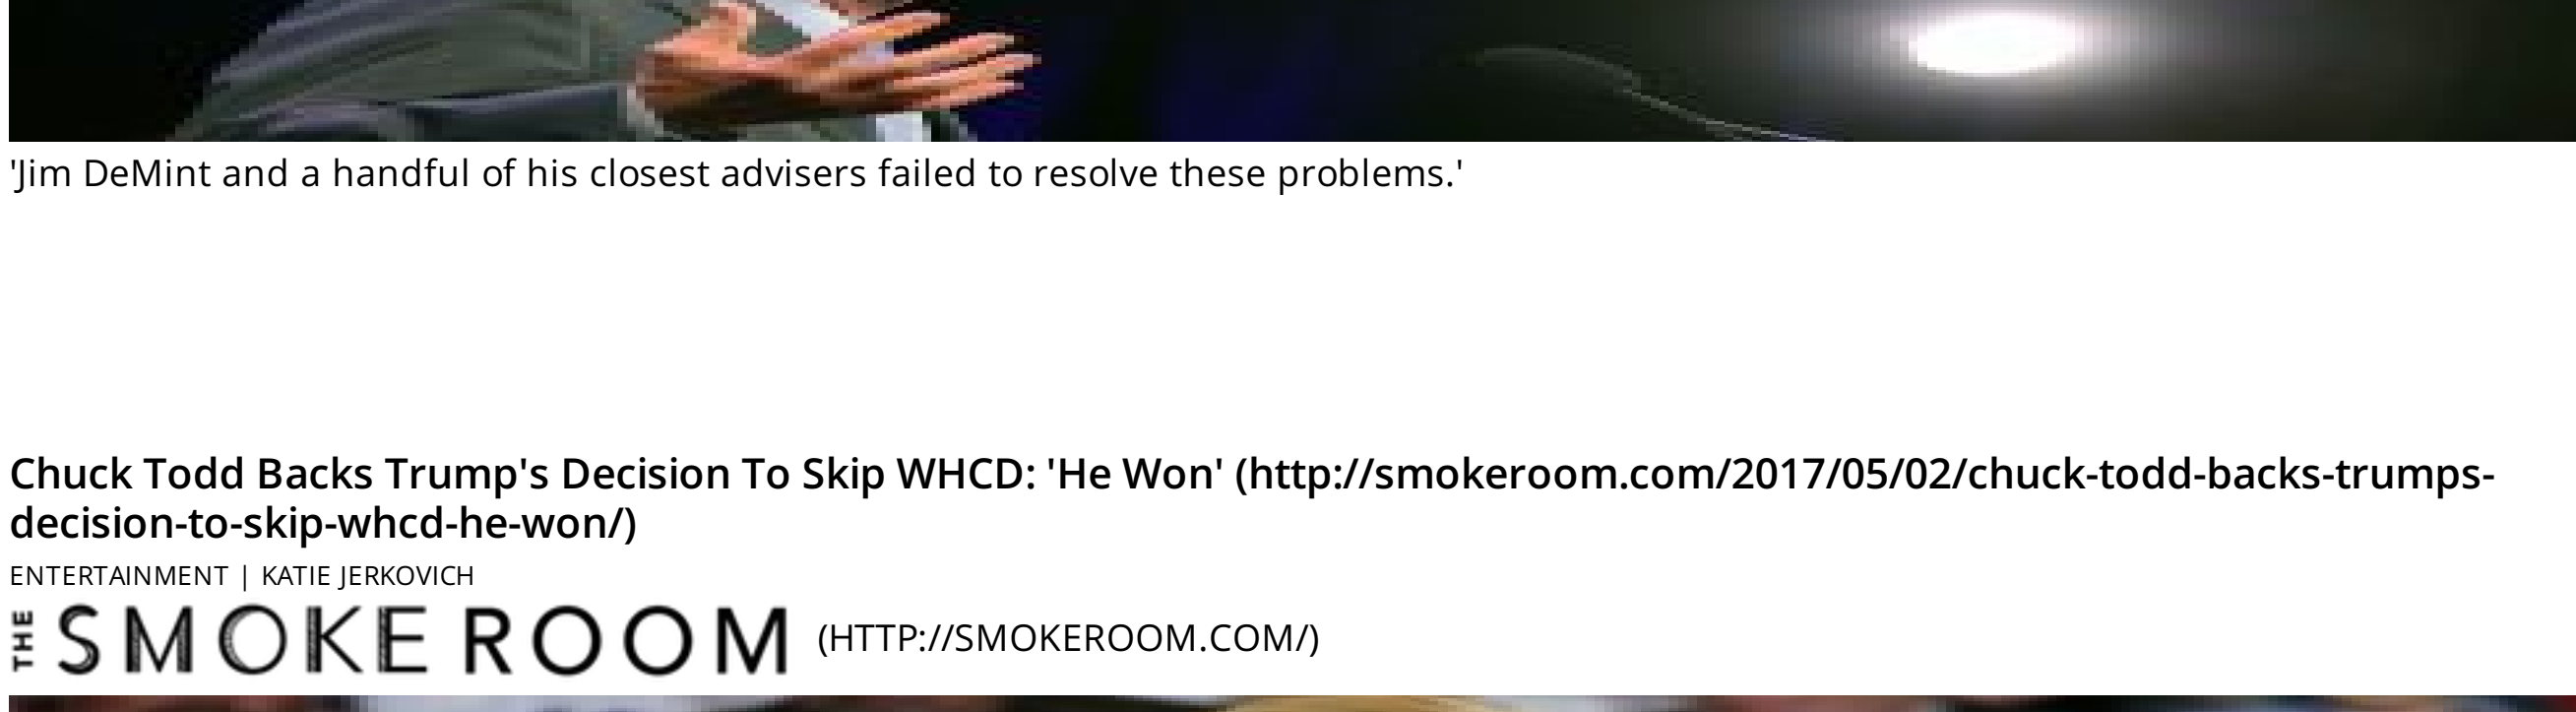 'Jim DeMint and a handful of his closest advisers failed to resolve these problems.'
Chuck Todd Backs Trump's Decision To Skip WHCD: 'He Won' (http://smokeroom.com/2017/05/02/chuck-todd-backs-trumps-
decision-to-skip-whcd-he-won/)
ENTERTAINMENT | KATIE JERKOVICH
THE SMOKE ROOM (HTTP://SMOKEROOM.COM/)